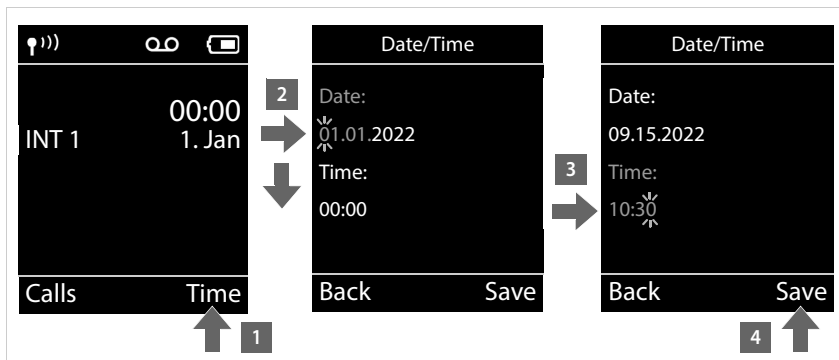 00:00
INT 1 1. Jan
Calls Time
1
2
Date/Time
Date:
01.01.2022
Time:
00:00
Back Save
3
Date/Time
Date:
09.15.2022
Time:
10:30
Back Save
4